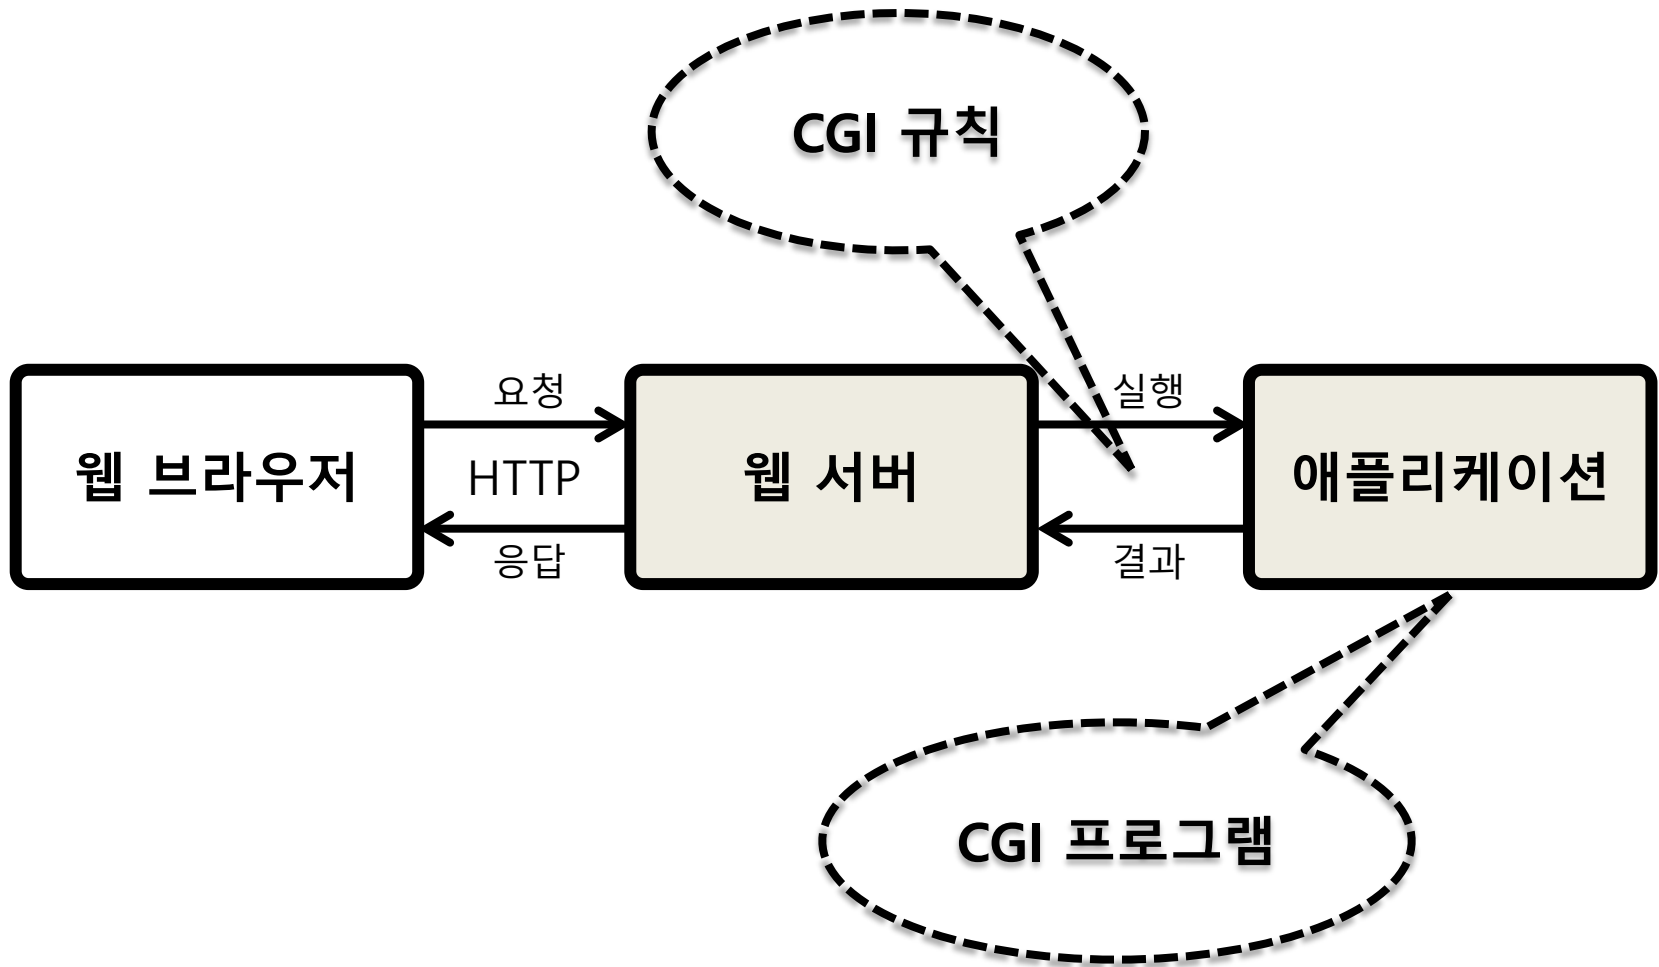 CGI 규칙
요청
실행
웹 브라우저
HTTP
웹 서버
애플리케이션
응답
결과
CGI 프로그램